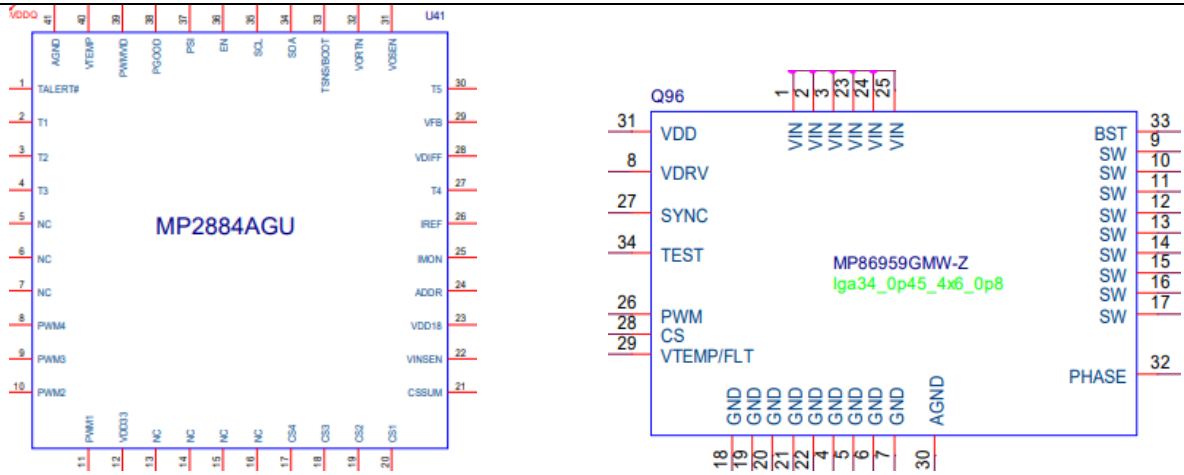 VDDQ
41 40 39 38 37 36 35 34 33 32 31
U41
AGND VTEMP PWMVID PGOOD PSI EN SCL SDA TSNS/BOOT VORTN VOSEN
1 TALERT# T5 30
2 T1 VFB 29
3 T2 VDIFF 28
4 T3 T4 27
5 NC IREF 26
6 NC IMON 25
7 NC ADDR 24
8 PWM4 VDD18 23
9 PWM3 VINSEN 22
10 PWM2 CSSUM 21
MP2884AGU
PWM1 VDD33 NC NC NC NC CS4 CS3 CS2 CS1
11 12 13 14 15 16 17 18 19 20
Q96
1 2 3 23 24 25
VIN VIN VIN VIN VIN VIN
31 VDD
8 VDRV
27 SYNC
34 TEST
26 PWM
28 CS
29 VTEMP/FLT
MP86959GMW-Z
lga34_0p45_4x6_0p8
BST 33
SW 9
SW 10
SW 11
SW 12
SW 13
SW 14
SW 15
SW 16
SW 17
PHASE 32
GND GND GND GND GND GND GND GND GND AGND
18 19 20 21 22 4 5 6 7 30